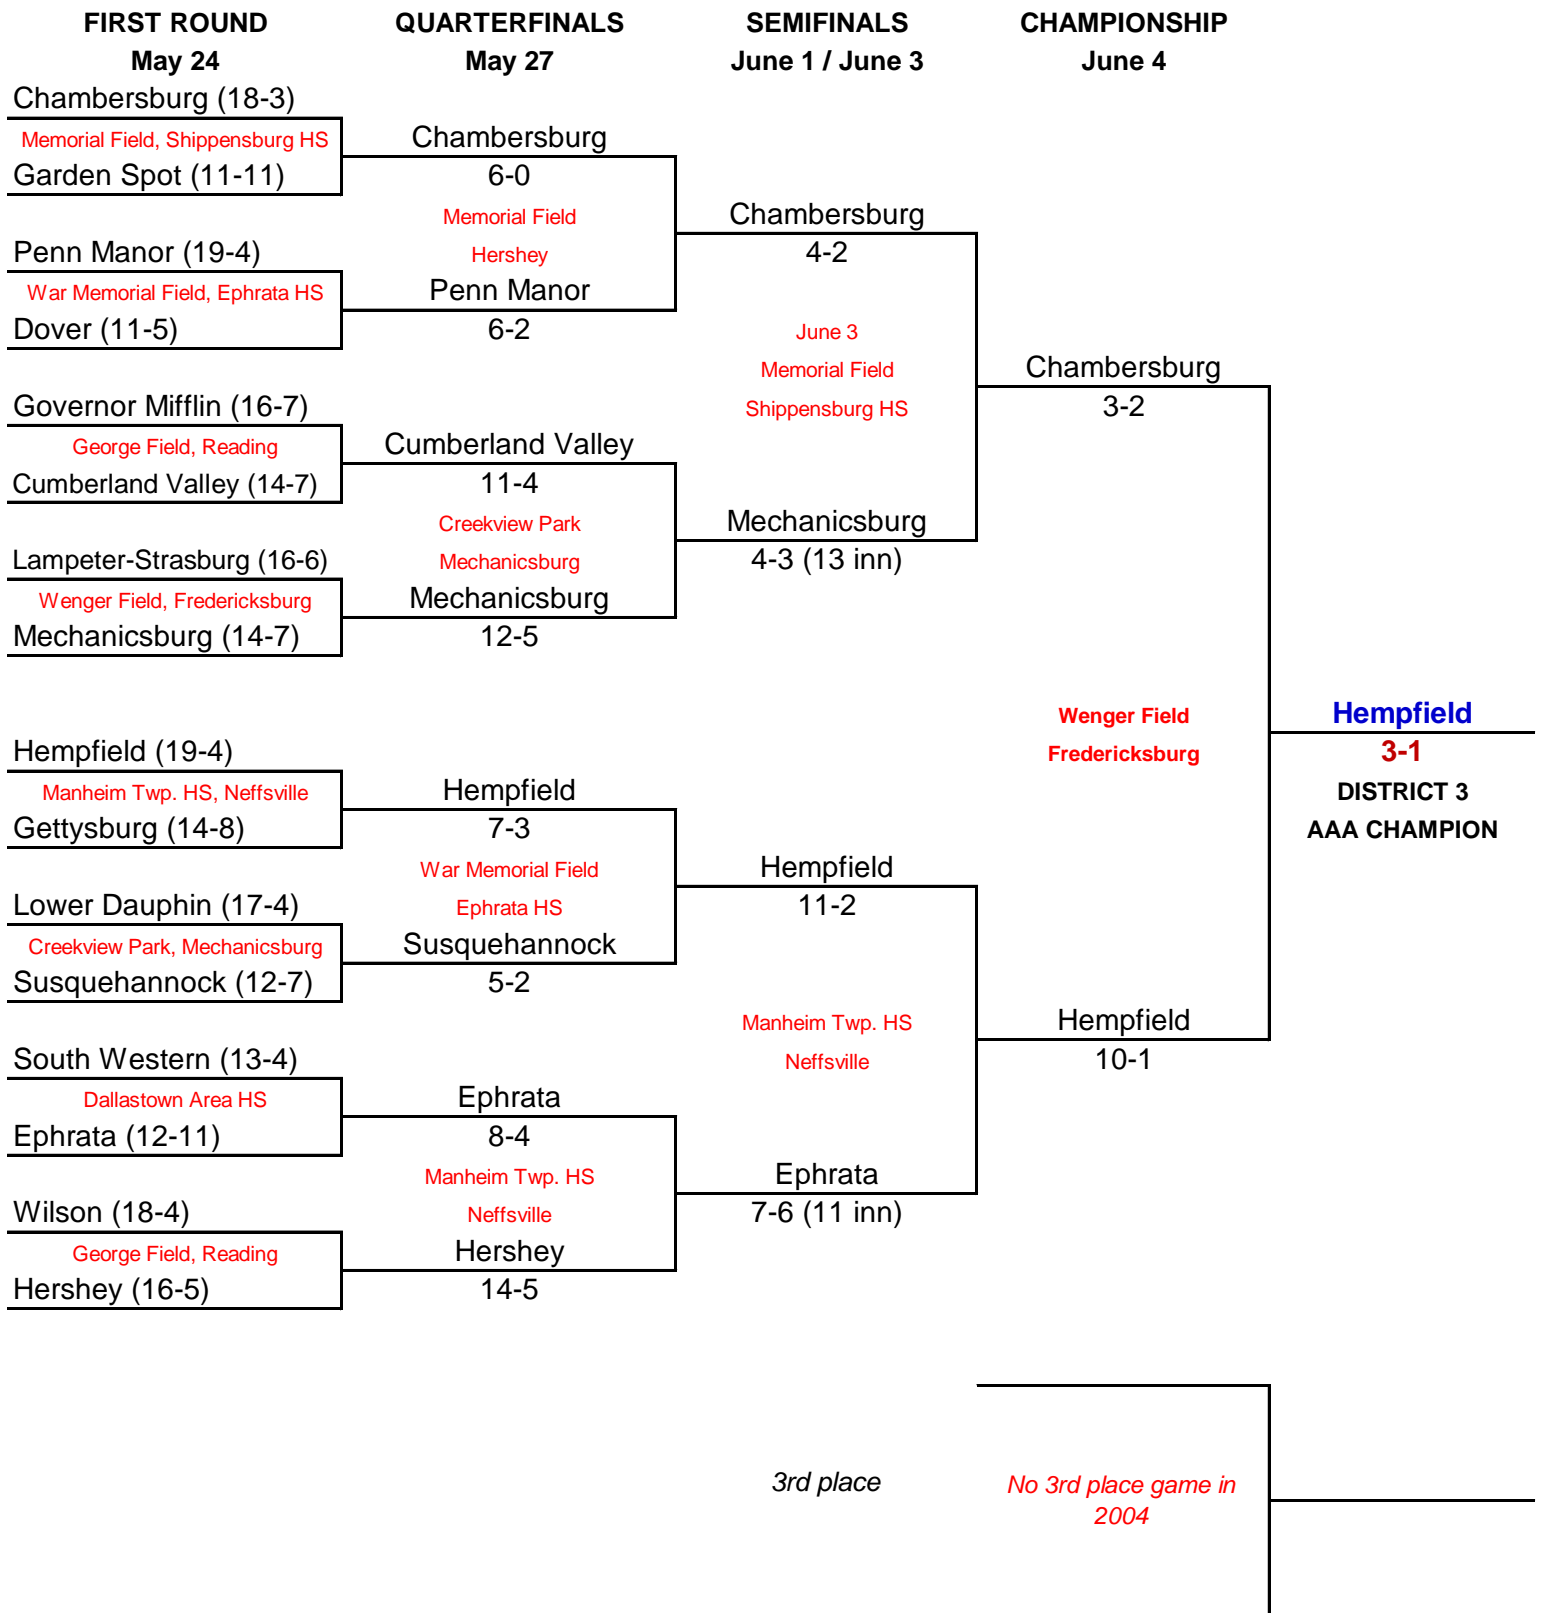 FIRST ROUND QUARTERFINALS SEMIFINALS CHAMPIONSHIP
May 24 May 27 June 1 / June 3 June 4
Chambersburg (18-3)
Memorial Field, Shippensburg HS Chambersburg
Garden Spot (11-11) 6-0
Memorial Field Chambersburg
Penn Manor (19-4) Hershey 4-2
War Memorial Field, Ephrata HS Penn Manor
Dover (11-5) 6-2 June 3
Memorial Field Chambersburg
Governor Mifflin (16-7) Shippensburg HS 3-2
George Field, Reading Cumberland Valley
Cumberland Valley (14-7) 11-4
Creekview Park Mechanicsburg
Lampeter-Strasburg (16-6) Mechanicsburg 4-3 (13 inn)
Wenger Field, Fredericksburg Mechanicsburg
Mechanicsburg (14-7) 12-5
Wenger Field Hempfield
Hempfield (19-4) Fredericksburg 3-1
Manheim Twp. HS, Neffsville Hempfield DISTRICT 3
Gettysburg (14-8) 7-3 AAA CHAMPION
War Memorial Field Hempfield
Lower Dauphin (17-4) Ephrata HS 11-2
Creekview Park, Mechanicsburg Susquehannock
Susquehannock (12-7) 5-2
Manheim Twp. HS Hempfield
South Western (13-4) Neffsville 10-1
Dallastown Area HS Ephrata
Ephrata (12-11) 8-4
Manheim Twp. HS Ephrata
Wilson (18-4) Neffsville 7-6 (11 inn)
George Field, Reading Hershey
Hershey (16-5) 14-5
3rd place No 3rd place game in
2004